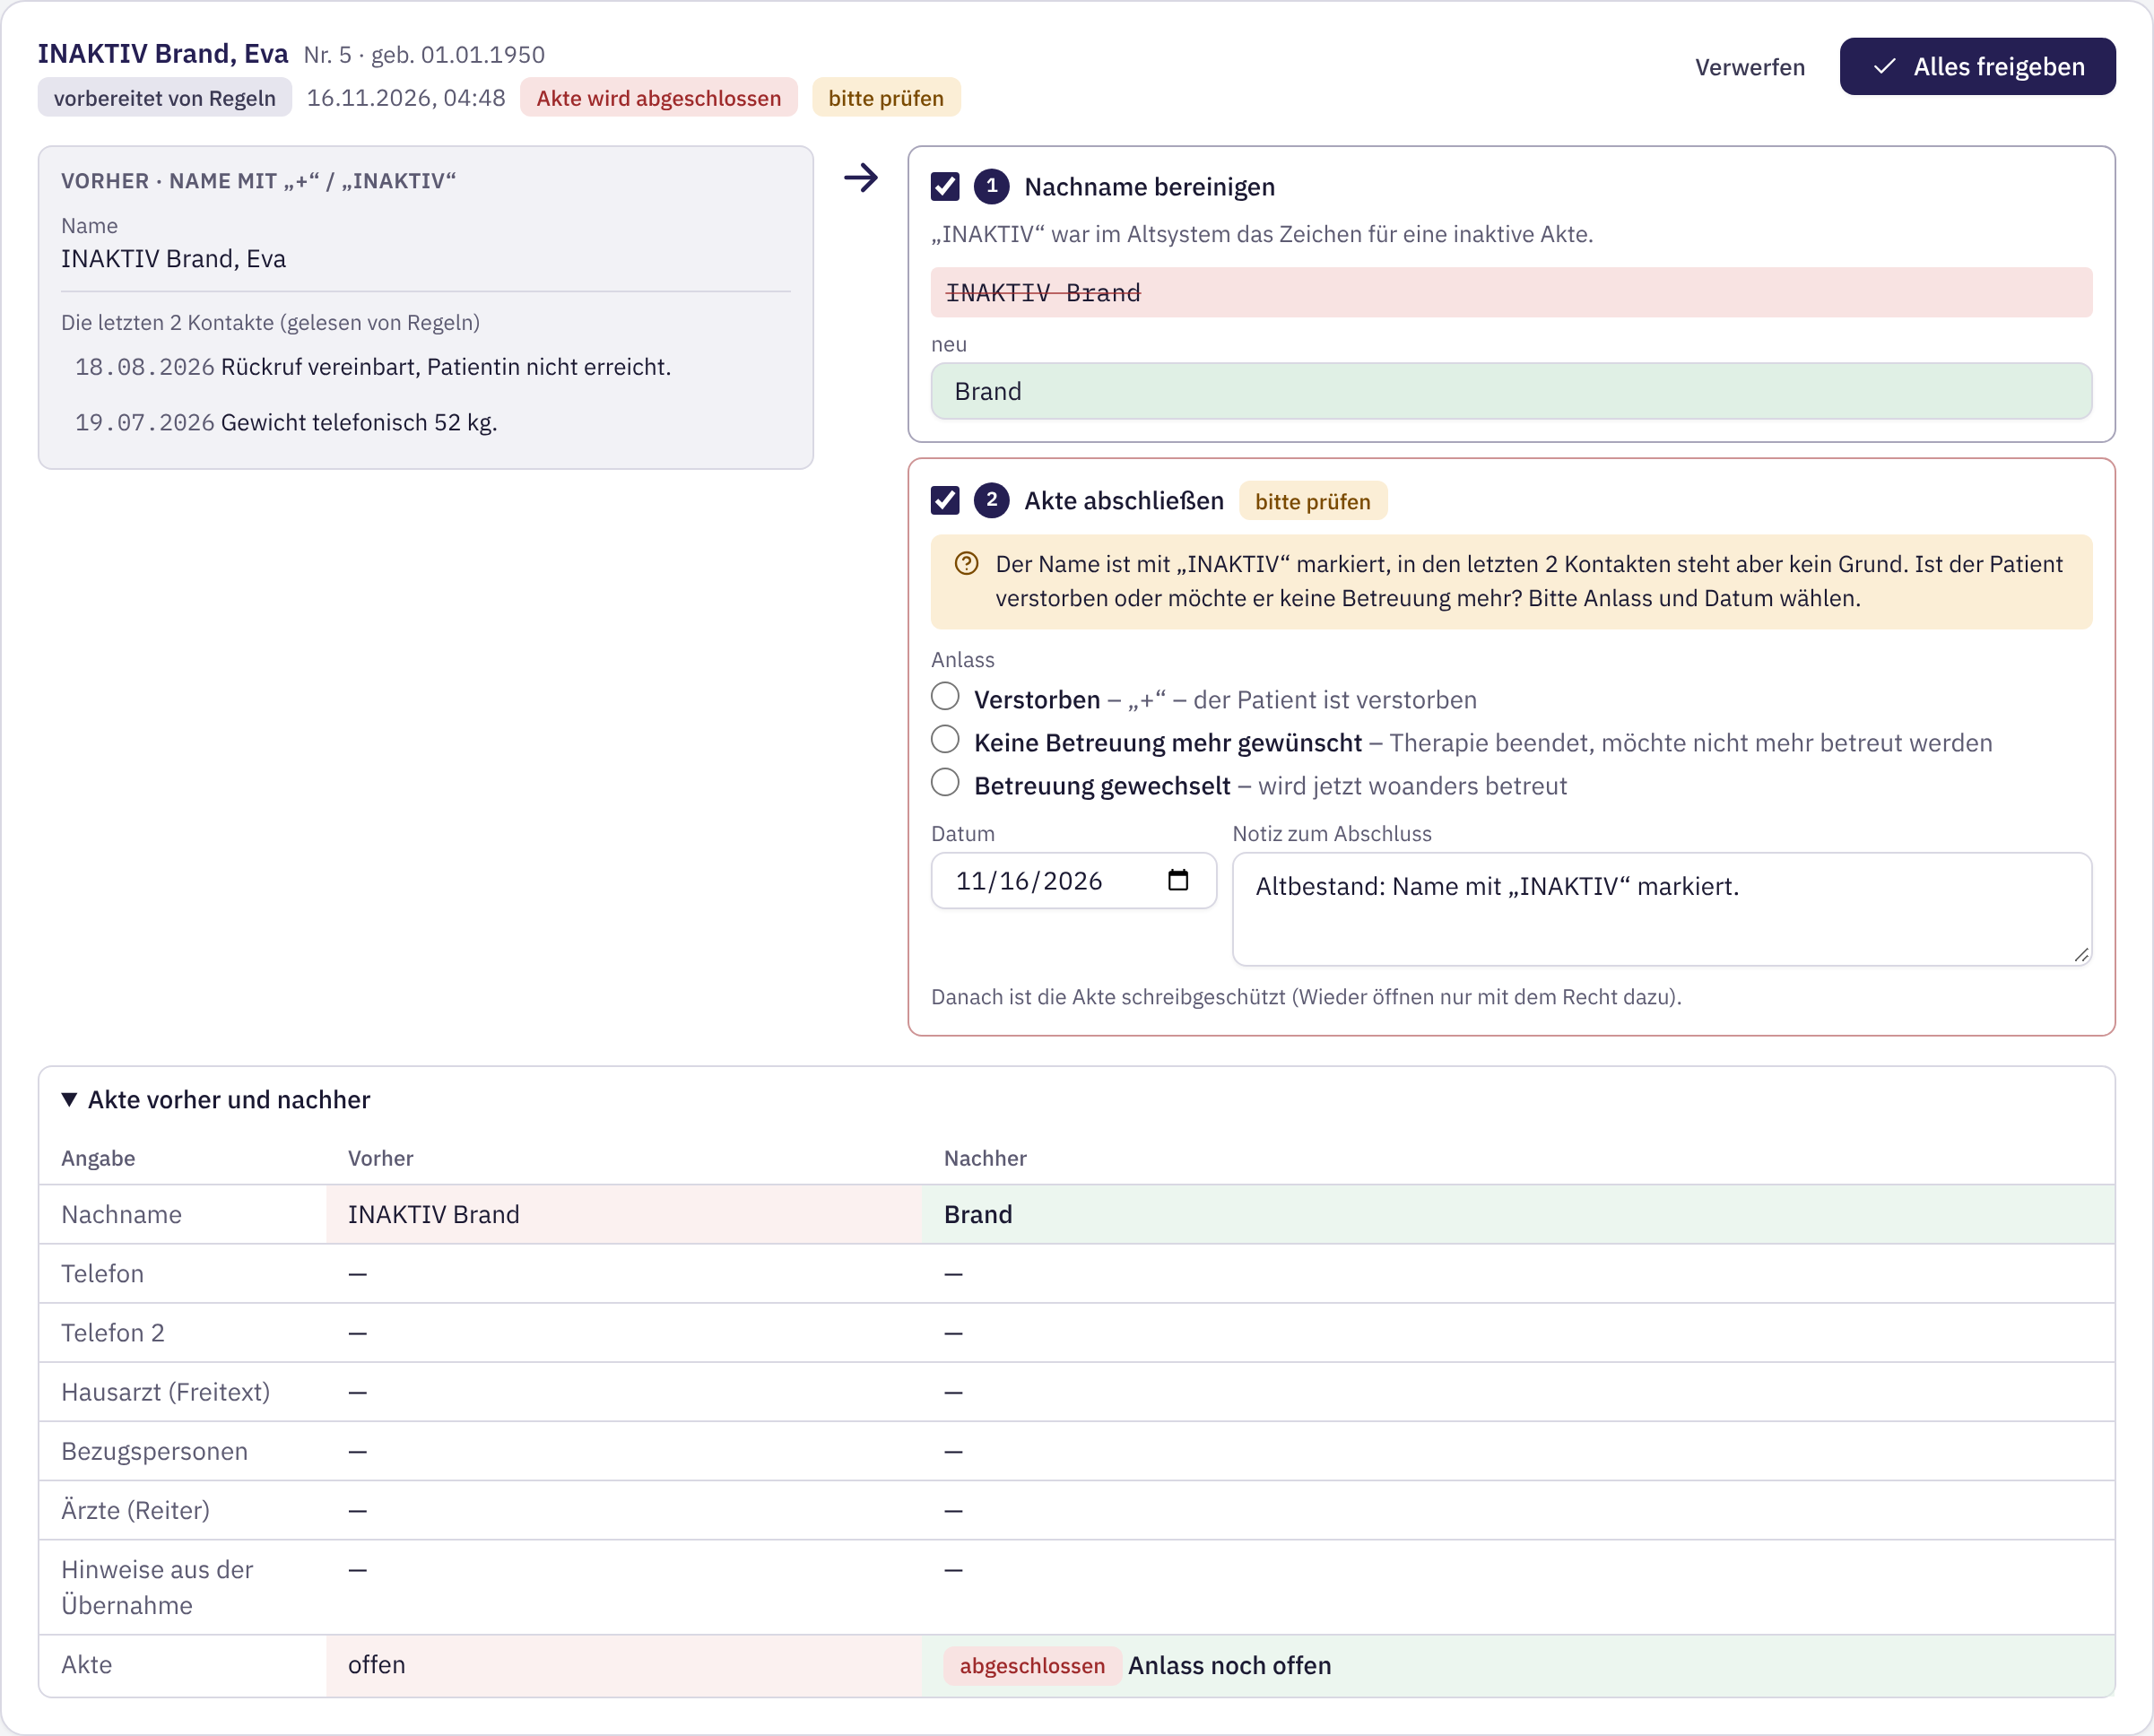 INAKTIV Brand, Eva Nr. 5 · geb. 01.01.1950
vorbereitet von Regeln 16.11.2026, 04:48 Akte wird abgeschlossen bitte prüfen
Verwerfen
Alles freigeben
VORHER · NAME MIT „+“ / „INAKTIV“
Name
INAKTIV Brand, Eva
Die letzten 2 Kontakte (gelesen von Regeln)
18.08.2026 Rückruf vereinbart, Patientin nicht erreicht.
19.07.2026 Gewicht telefonisch 52 kg.
1 Nachname bereinigen
„INAKTIV“ war im Altsystem das Zeichen für eine inaktive Akte.
INAKTIV Brand
neu
Brand
2 Akte abschließen bitte prüfen
Der Name ist mit „INAKTIV“ markiert, in den letzten 2 Kontakten steht aber kein Grund. Ist der Patient
verstorben oder möchte er keine Betreuung mehr? Bitte Anlass und Datum wählen.
Anlass
Verstorben – „+“ – der Patient ist verstorben
Keine Betreuung mehr gewünscht – Therapie beendet, möchte nicht mehr betreut werden
Betreuung gewechselt – wird jetzt woanders betreut
Datum
11/16/2026
Notiz zum Abschluss
Altbestand: Name mit „INAKTIV“ markiert.
Danach ist die Akte schreibgeschützt (Wieder öffnen nur mit dem Recht dazu).
Akte vorher und nachher
Angabe Vorher Nachher
Nachname INAKTIV Brand Brand
Telefon — —
Telefon 2 — —
Hausarzt (Freitext) — —
Bezugspersonen — —
Ärzte (Reiter) — —
Hinweise aus der — —
Übernahme
Akte offen abgeschlossen Anlass noch offen